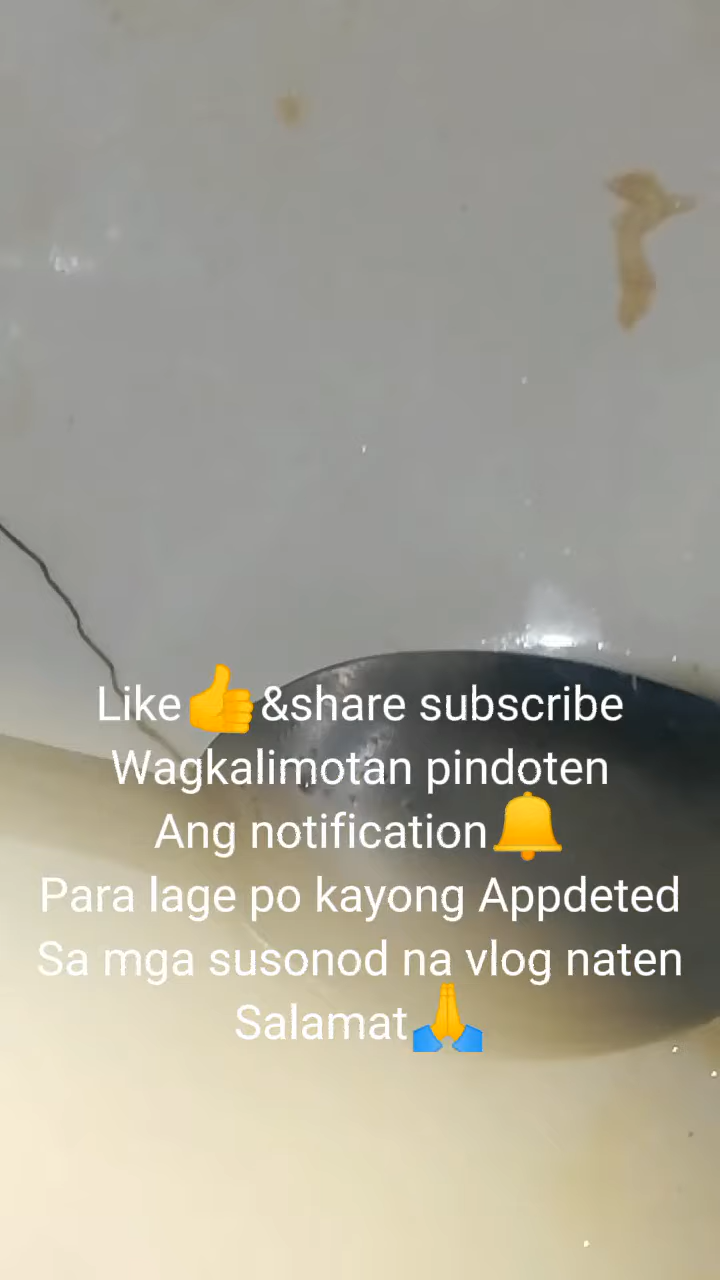 Like👍&share subscribe
Wagkalimotan pindoten
Ang notification🔔
Para lage po kayong Appdeted
Sa mga susonod na vlog naten
Salamat🙏